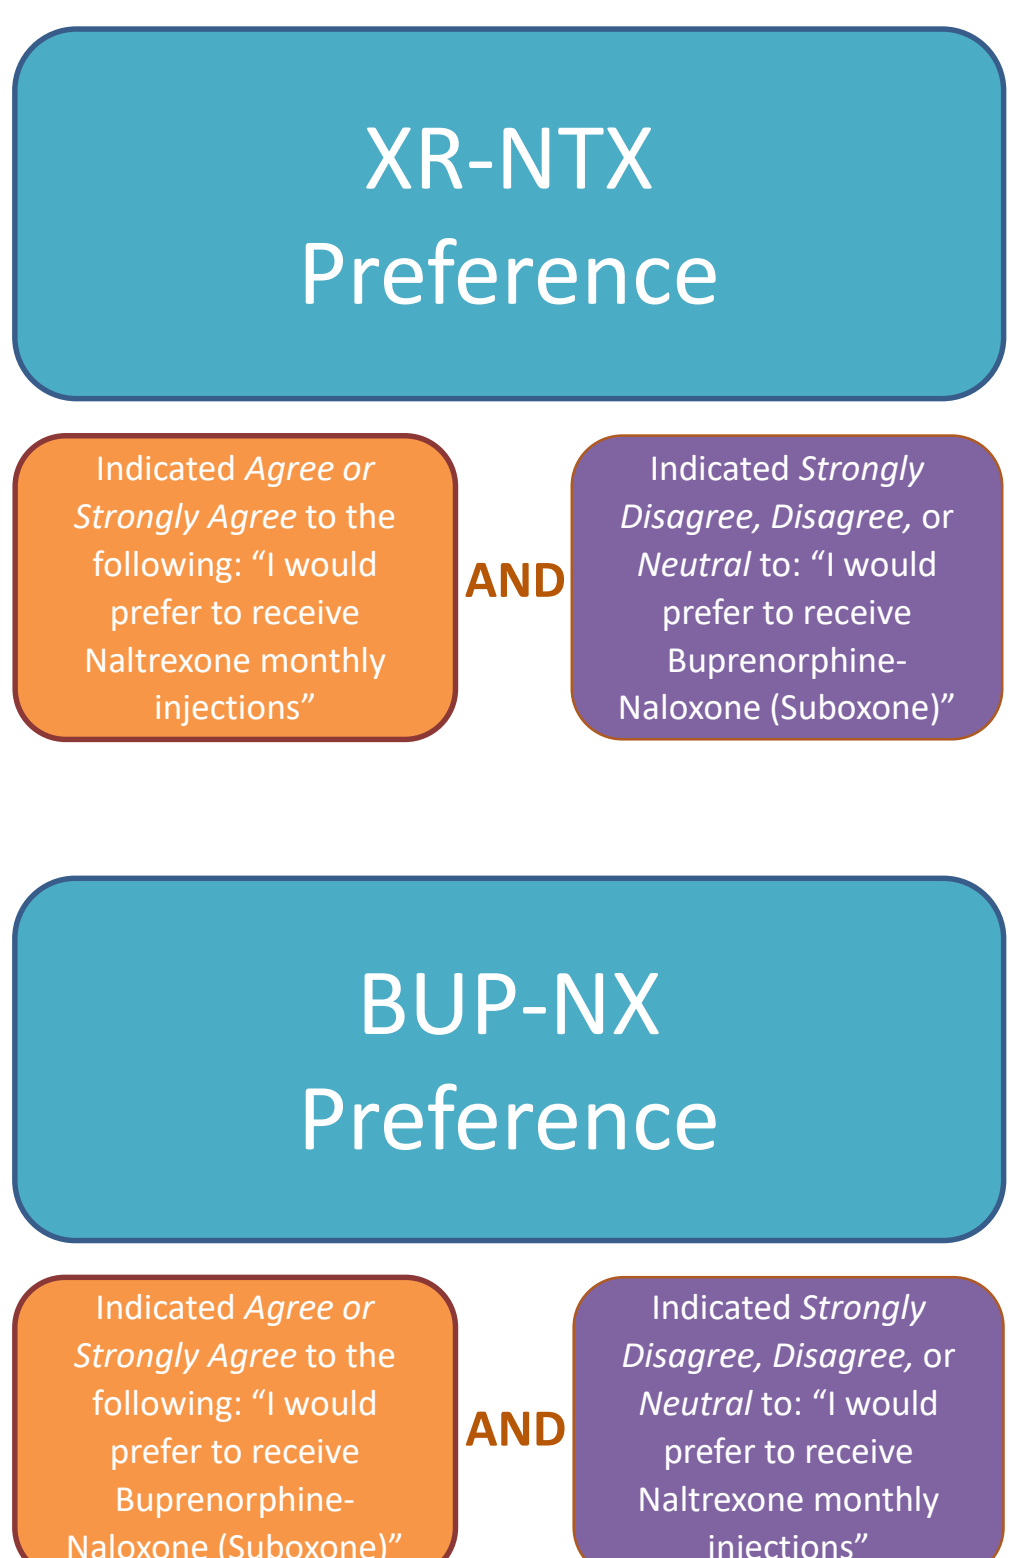 XR-NTX
Preference
Indicated Agree or
Strongly Agree to the
following: “I would
prefer to receive
Naltrexone monthly
injections”
AND
Indicated Strongly
Disagree, Disagree, or
Neutral to: “I would
prefer to receive
Buprenorphine-
Naloxone (Suboxone)”
BUP-NX
Preference
Indicated Agree or
Strongly Agree to the
following: “I would
prefer to receive
Buprenorphine-
Naloxone (Suboxone)”
AND
Indicated Strongly
Disagree, Disagree, or
Neutral to: “I would
prefer to receive
Naltrexone monthly
injections”